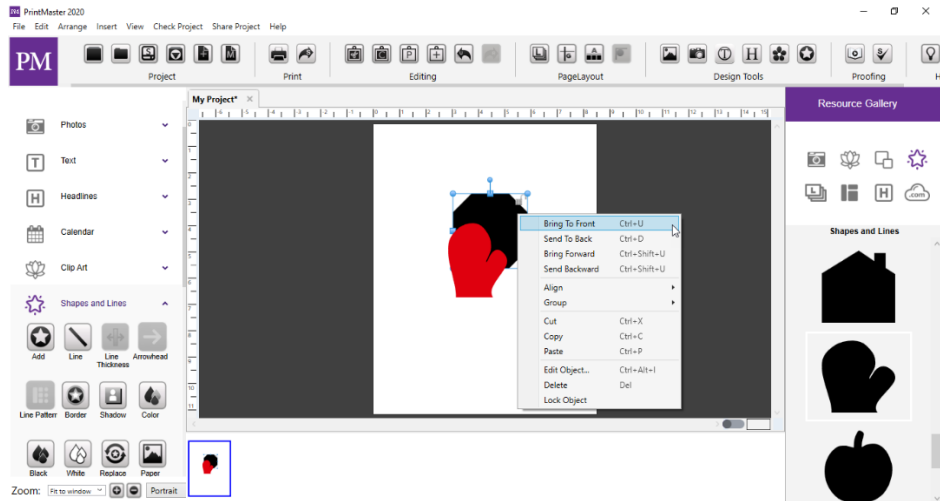 PrintMaster 2020
File Edit Arrange Insert View Check Project Share Project Help
PM
Project
Print
Editing
PageLayout
Design Tools
Proofing
H
My Project*
Resource Gallery
Photos
Text
Headlines
Calendar
Clip Art
Shapes and Lines
Add
Line
Line Thickness
Arrowhead
Line Pattern
Border
Shadow
Color
Black
White
Replace
Paper
Zoom: Fit to window
Portrait
Bring To Front Ctrl+U
Send To Back Ctrl+D
Bring Forward Ctrl+Shift+U
Send Backward Ctrl+Shift+U
Align
Group
Cut Ctrl+X
Copy Ctrl+C
Paste Ctrl+P
Edit Object... Ctrl+Alt+I
Delete Del
Lock Object
.com
Shapes and Lines